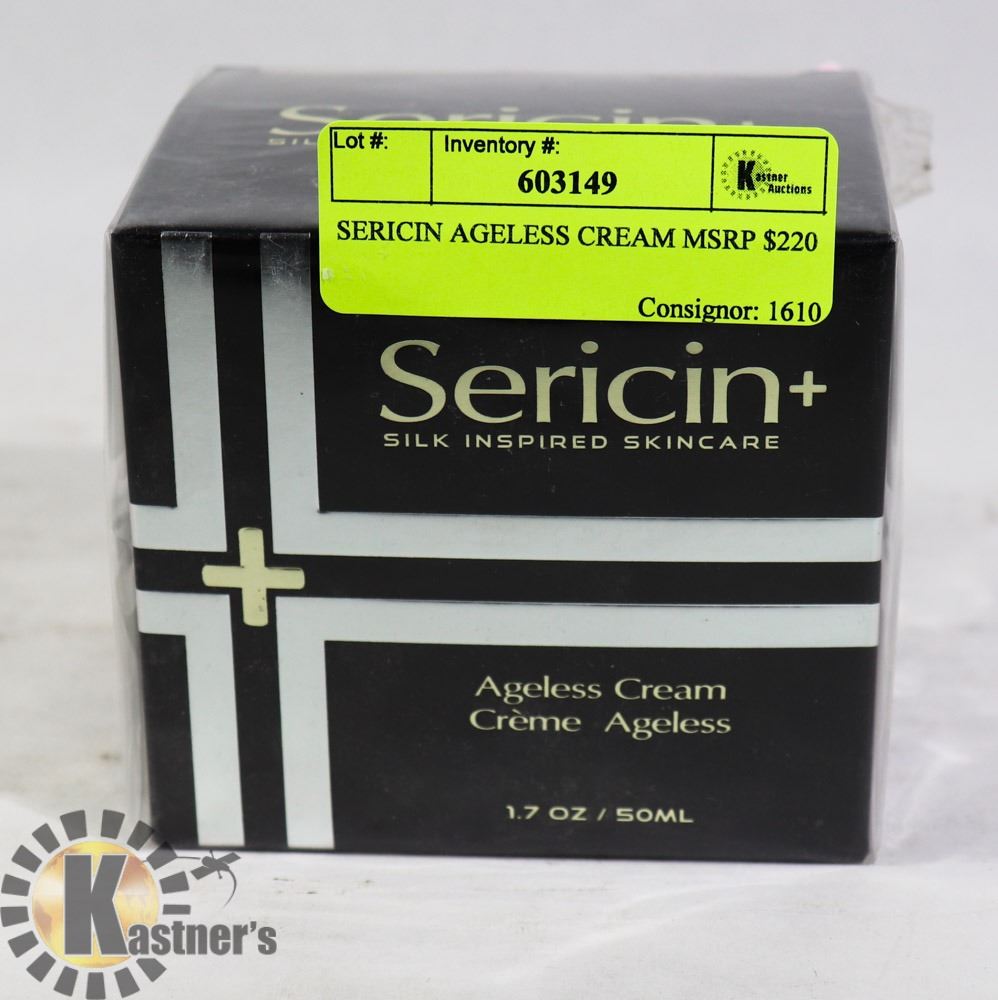 Sericin+
Lot #:
Inventory #:
603149
Kastner
Auctions
SERICIN AGELESS CREAM MSRP $220
Consignor: 1610
Sericin+
SILK INSPIRED SKINCARE
Ageless Cream
Crème Ageless
1.7 OZ / 50ML
Kastner's